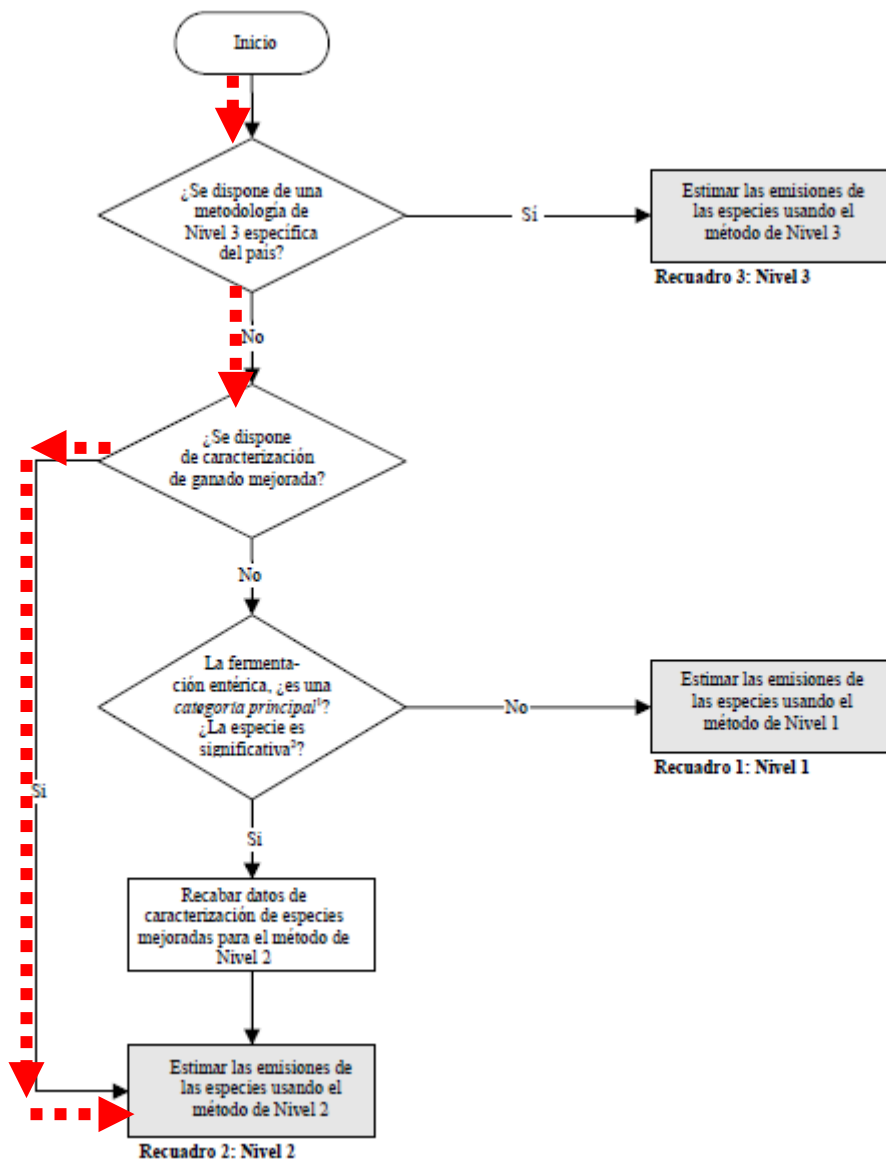 Inicio
¿Se dispone de una
metodología de
Nivel 3 específica
del país?
Sí
Estimar las emisiones de
las especies usando el
método de Nivel 3
Recuadro 3: Nivel 3
No
¿Se dispone
de caracterización
de ganado mejorada?
No
La fermenta-
ción entérica, ¿es una
categoría principal¹?
¿La especie es
significativa²?
No
Estimar las emisiones de
las especies usando el
método de Nivel 1
Recuadro 1: Nivel 1
Si
Si
Recabar datos de
caracterización de especies
mejoradas para el método de
Nivel 2
Estimar las emisiones de
las especies usando el
método de Nivel 2
Recuadro 2: Nivel 2